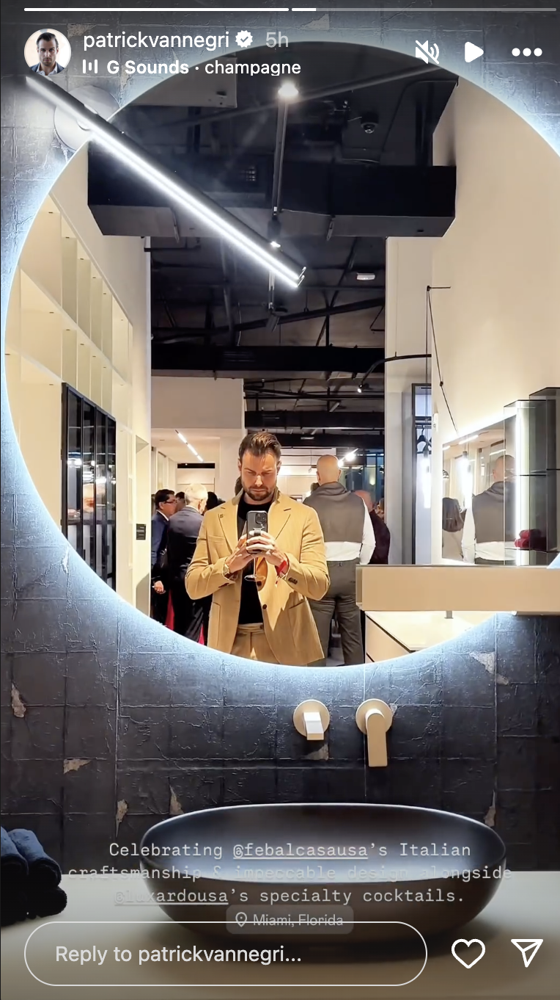 patrickvannegri 5h
G Sounds · champagne
Celebrating @febalcasausa's Italian
craftsmanship & impeccable design alongside
@luxardousa's specialty cocktails.
Miami, Florida
Reply to patrickvannegri...